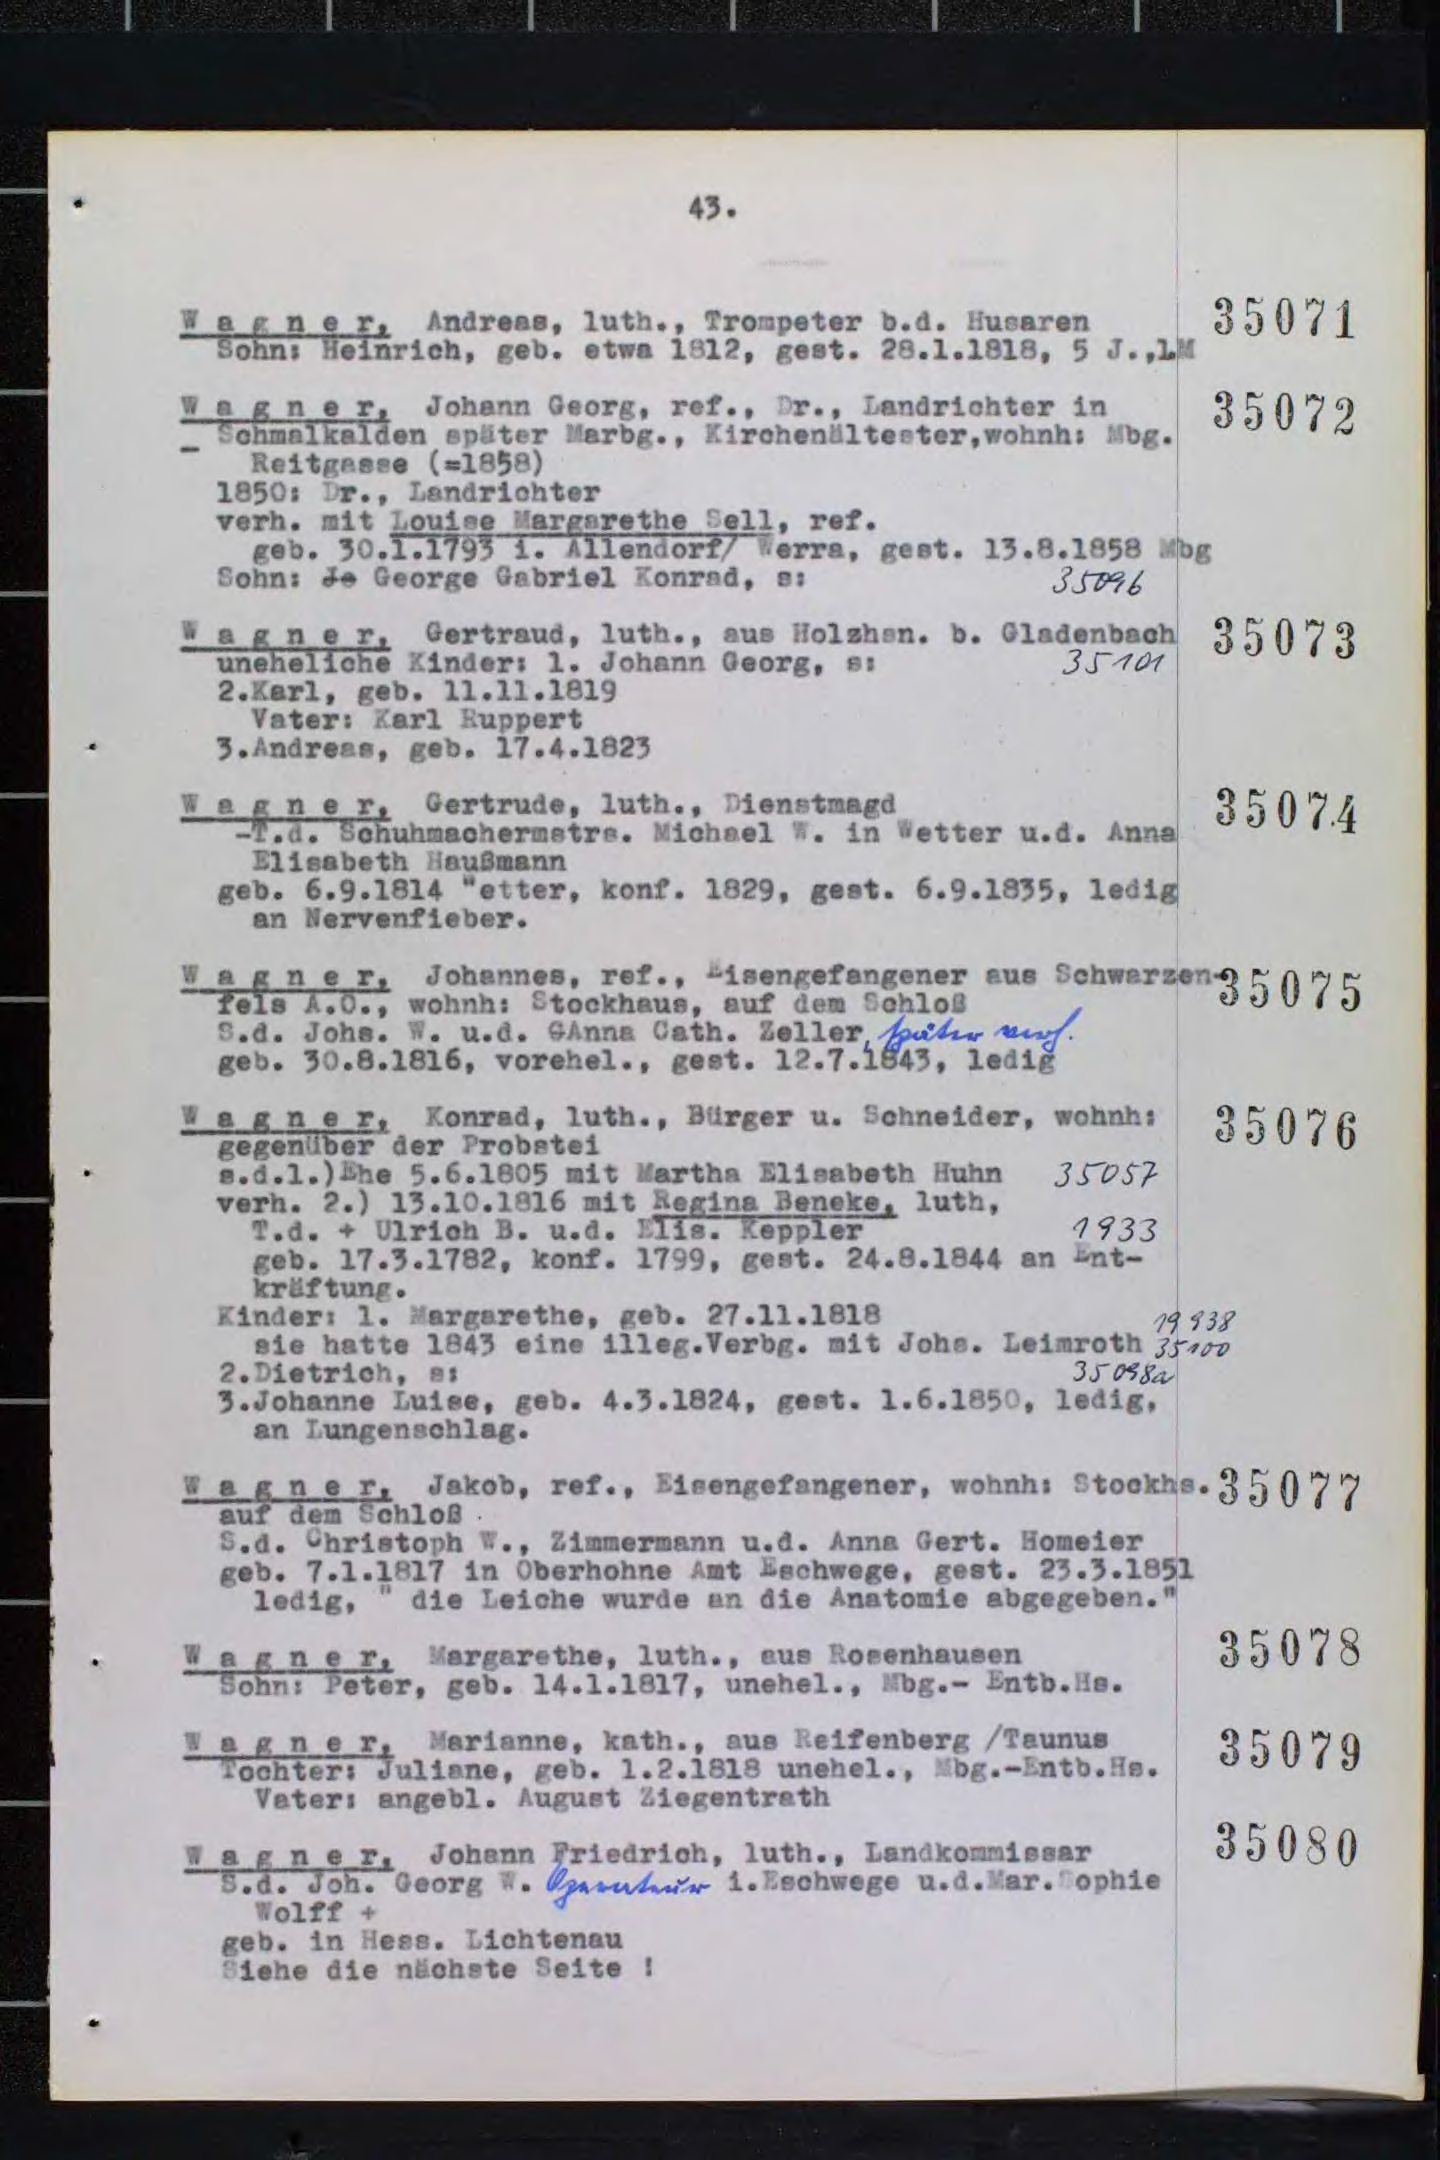 43.
W a g n e r, Andreas, luth., Trompeter b.d. Husaren 35071
Sohn: Heinrich, geb. etwa 1812, gest. 28.1.1818, 5 J.,LM
W a g n e r, Johann Georg, ref., Dr., Landrichter in 35072
Schmalkalden später Marbg., Kirchenältester,wohnh: Mbg.
Reitgasse (=1858)
1850: Dr., Landrichter
verh. mit Louise Margarethe Sell, ref.
geb. 30.1.1793 i. Allendorf/ Werra, gest. 13.8.1858 Mbg
Sohn: Jo George Gabriel Konrad, s: 35096
W a g n e r, Gertraud, luth., aus Holzhsn. b. Gladenbach 35073
uneheliche Kinder: 1. Johann Georg, s: 35101
2.Karl, geb. 11.11.1819
Vater: Karl Ruppert
3.Andreas, geb. 17.4.1823
W a g n e r, Gertrude, luth., Dienstmagd 35074
-T.d. Schuhmachermstrs. Michael W. in Wetter u.d. Anna
Elisabeth Haußmann
geb. 6.9.1814 "etter, konf. 1829, gest. 6.9.1835, ledig
an Nervenfieber.
W a g n e r, Johannes, ref., Eisengefangener aus Schwarzen- 35075
fels A.O., wohnh: Stockhaus, auf dem Schloß
S.d. Johs. W. u.d. GAnna Cath. Zeller, später verh.
geb. 30.8.1816, vorehel., gest. 12.7.1843, ledig
W a g n e r, Konrad, luth., Bürger u. Schneider, wohnh: 35076
gegenüber der Probstei
s.d.1.)Ehe 5.6.1805 mit Martha Elisabeth Huhn 35057
verh. 2.) 13.10.1816 mit Regina Beneke, luth,
T.d. + Ulrich B. u.d. Elis. Keppler 1933
geb. 17.3.1782, konf. 1799, gest. 24.8.1844 an Ent-
kräftung.
Kinder: 1. Margarethe, geb. 27.11.1818 19938
sie hatte 1843 eine illeg.Verbg. mit Johs. Leimroth 35100
2.Dietrich, s: 35098a
3.Johanne Luise, geb. 4.3.1824, gest. 1.6.1850, ledig,
an Lungenschlag.
W a g n e r, Jakob, ref., Eisengefangener, wohnh: Stockhs. 35077
auf dem Schloß
S.d. Christoph W., Zimmermann u.d. Anna Gert. Homeier
geb. 7.1.1817 in Oberhohne Amt Eschwege, gest. 23.3.1851
ledig, " die Leiche wurde an die Anatomie abgegeben."
W a g n e r, Margarethe, luth., aus Rosenhausen 35078
Sohn: Peter, geb. 14.1.1817, unehel., Mbg.- Entb.Hs.
W a g n e r, Marianne, kath., aus Reifenberg /Taunus 35079
Tochter: Juliane, geb. 1.2.1818 unehel., Mbg.-Entb.Hs.
Vater: angebl. August Ziegentrath
W a g n e r, Johann Friedrich, luth., Landkommissar 35080
S.d. Joh. Georg W. Operateur i.Eschwege u.d.Mar.Sophie
Wolff +
geb. in Hess. Lichtenau
Siehe die nächste Seite !